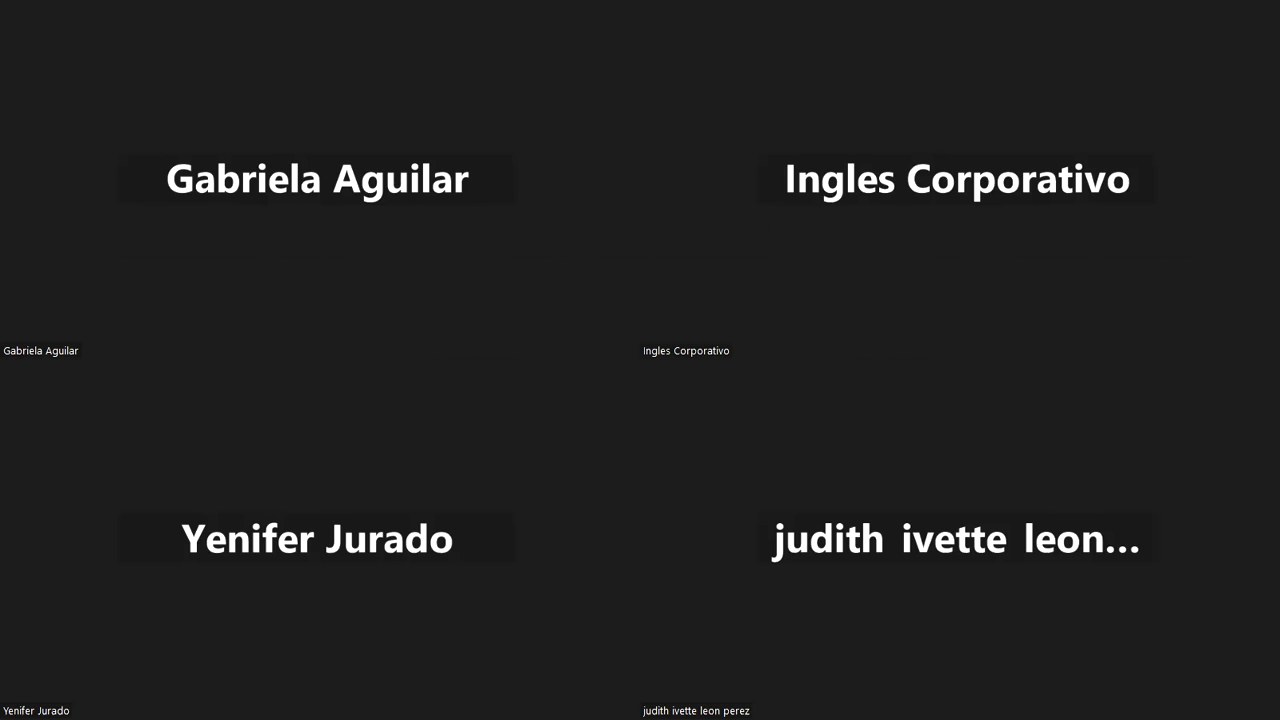 Gabriela Aguilar
Ingles Corporativo
Gabriela Aguilar
Ingles Corporativo
Yenifer Jurado
judith ivette leon...
Yenifer Jurado
judith ivette leon perez